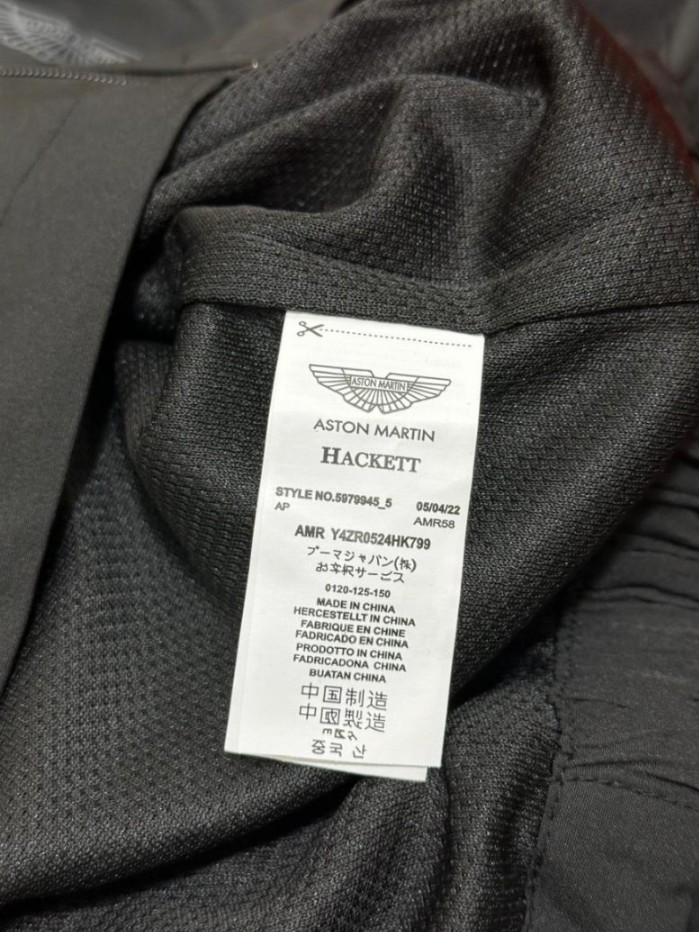 ASTON MARTIN
ASTON MARTIN
HACKETT
STYLE NO.5979945_5 05/04/22
AP AMR58
AMR Y4ZR0524HK799
プーマジャパン(株)
サービス
0120-125-150
MADE IN CHINA
HERCESTELLT IN CHINA
FABRIQUE EN CHINE
FADRICADO EN CHINA
PRODOTTO IN CHINA
FADRICADONA CHINA
BUATAN CHINA
中国制造
中國製造